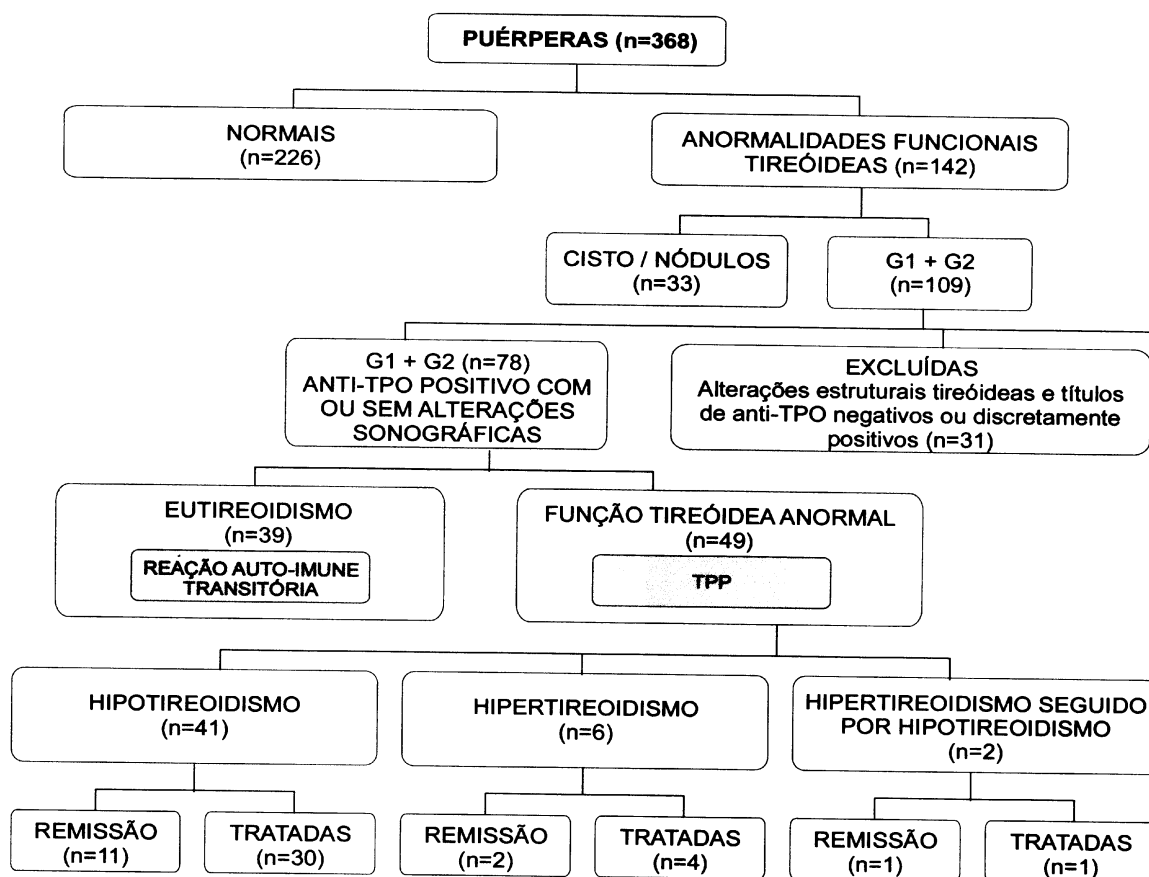 PUÉRPERAS (n=368)
NORMAIS
(n=226)
ANORMALIDADES FUNCIONAIS
TIREÓIDEAS (n=142)
CISTO / NÓDULOS
(n=33)
G1 + G2
(n=109)
G1 + G2 (n=78)
ANTI-TPO POSITIVO COM
OU SEM ALTERAÇÕES
SONOGRÁFICAS
EXCLUÍDAS
Alterações estruturais tireóideas e títulos
de anti-TPO negativos ou discretamente
positivos (n=31)
EUTIREOIDISMO
(n=39)
REAÇÃO AUTO-IMUNE
TRANSITÓRIA
FUNÇÃO TIREÓIDEA ANORMAL
(n=49)
TPP
HIPOTIREOIDISMO
(n=41)
HIPERTIREOIDISMO
(n=6)
HIPERTIREOIDISMO SEGUIDO
POR HIPOTIREOIDISMO
(n=2)
REMISSÃO
(n=11)
TRATADAS
(n=30)
REMISSÃO
(n=2)
TRATADAS
(n=4)
REMISSÃO
(n=1)
TRATADAS
(n=1)